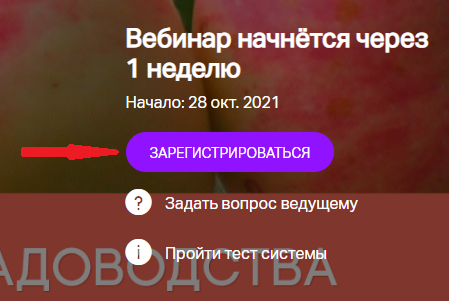 Вебинар начнётся через
1 неделю
Начало: 28 окт. 2021
ЗАРЕГИСТРИРОВАТЬСЯ
? Задать вопрос ведущему
i Пройти тест системы
АДОВОДСТВА